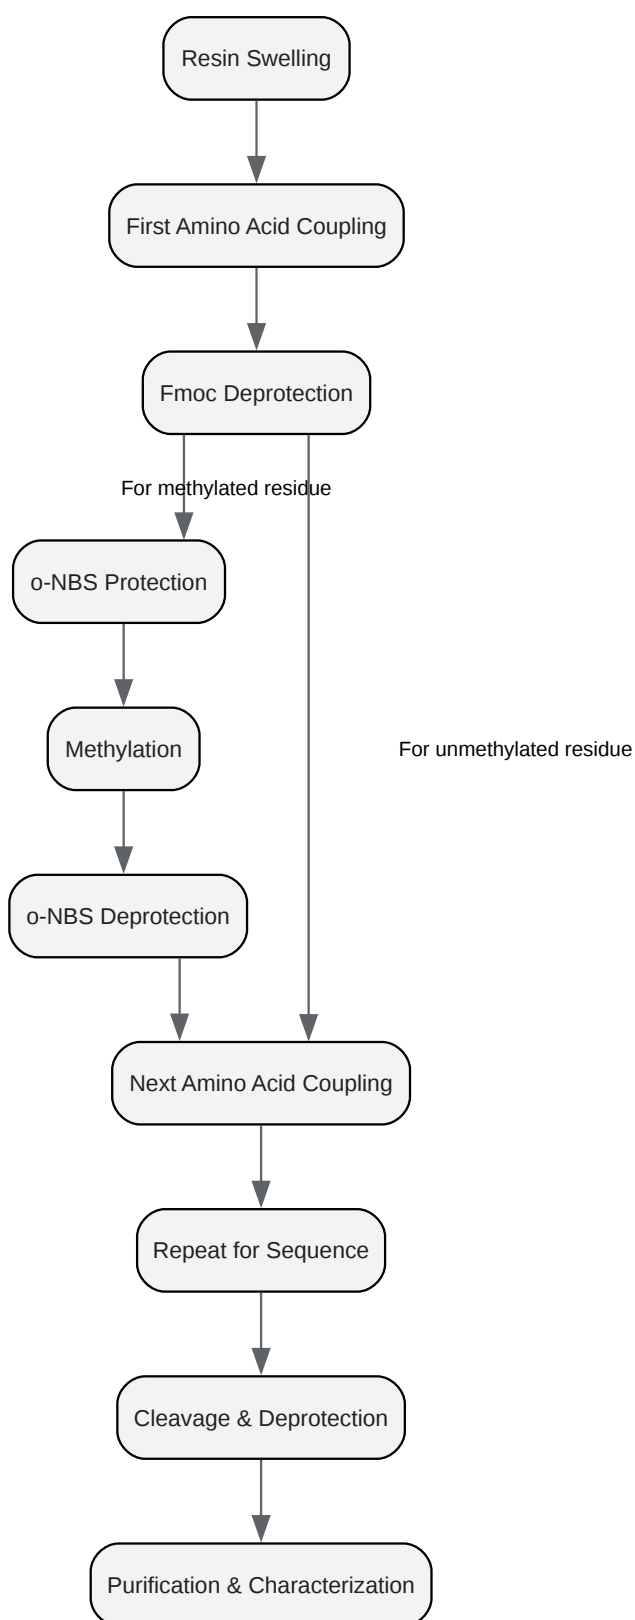 Resin Swelling
First Amino Acid Coupling
Fmoc Deprotection
For methylated residue
o-NBS Protection
Methylation
For unmethylated residue
o-NBS Deprotection
Next Amino Acid Coupling
Repeat for Sequence
Cleavage & Deprotection
Purification & Characterization